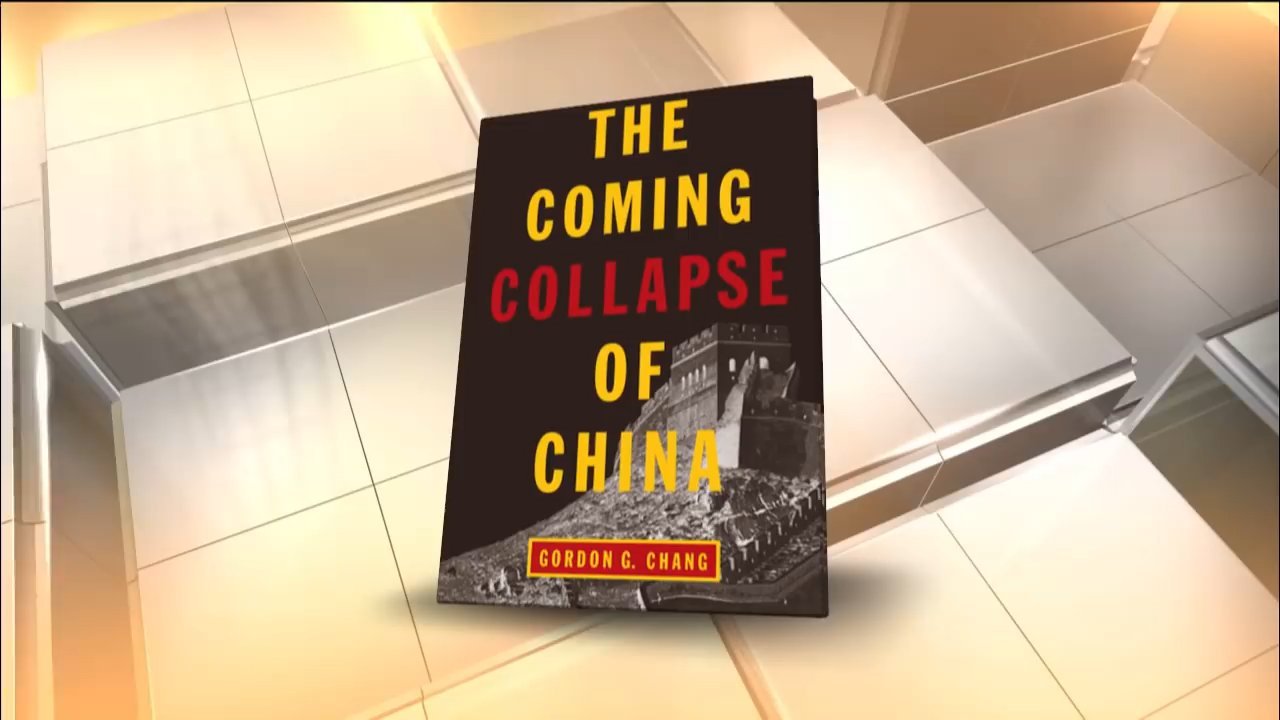 THE
COMING
COLLAPSE
OF
CHINA
GORDON G. CHANG